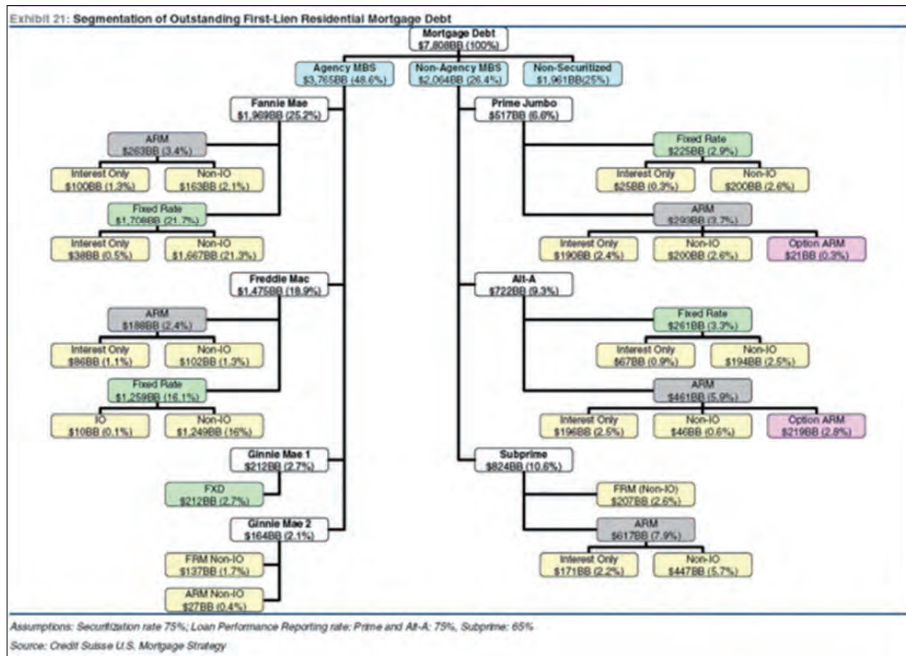 Exhibit 21: Segmentation of Outstanding First-Lien Residential Mortgage Debt
Mortgage Debt
$7,808BB (100%)
Agency MBS
$3,765BB (48.6%)
Non-Agency MBS
$2,064BB (26.4%)
Non-Securitized
$1,961BB(25%)
Fannie Mae
$1,969BB (25.2%)
ARM
$263BB (3.4%)
Interest Only
$100BB (1.3%)
Non-IO
$163BB (2.1%)
Fixed Rate
$1,708BB (21.7%)
Interest Only
$38BB (0.5%)
Non-IO
$1,667BB (21.3%)
Freddie Mac
$1,475BB (18.9%)
ARM
$188BB (2.4%)
Interest Only
$86BB (1.1%)
Non-IO
$102BB (1.3%)
Fixed Rate
$1,259BB (16.1%)
IO
$10BB (0.1%)
Non-IO
$1,249BB (16%)
Ginnie Mae 1
$212BB (2.7%)
FXD
$212BB (2.7%)
Ginnie Mae 2
$164BB (2.1%)
FRM Non-IO
$137BB (1.7%)
ARM Non-IO
$27BB (0.4%)
Prime Jumbo
$517BB (6.6%)
Fixed Rate
$225BB (2.9%)
Interest Only
$25BB (0.3%)
Non-IO
$200BB (2.6%)
ARM
$293BB (3.7%)
Interest Only
$190BB (2.4%)
Non-IO
$200BB (2.6%)
Option ARM
$21BB (0.3%)
Alt-A
$722BB (9.3%)
Fixed Rate
$261BB (3.3%)
Interest Only
$67BB (0.9%)
Non-IO
$194BB (2.5%)
ARM
$461BB (5.9%)
Interest Only
$196BB (2.5%)
Non-IO
$46BB (0.6%)
Option ARM
$219BB (2.8%)
Subprime
$824BB (10.6%)
FRM (Non-IO)
$207BB (2.6%)
ARM
$617BB (7.9%)
Interest Only
$171BB (2.2%)
Non-IO
$447BB (5.7%)
Assumptions: Securitization rate 75%; Loan Performance Reporting rate: Prime and Alt-A: 75%, Subprime: 65%
Source: Credit Suisse U.S. Mortgage Strategy